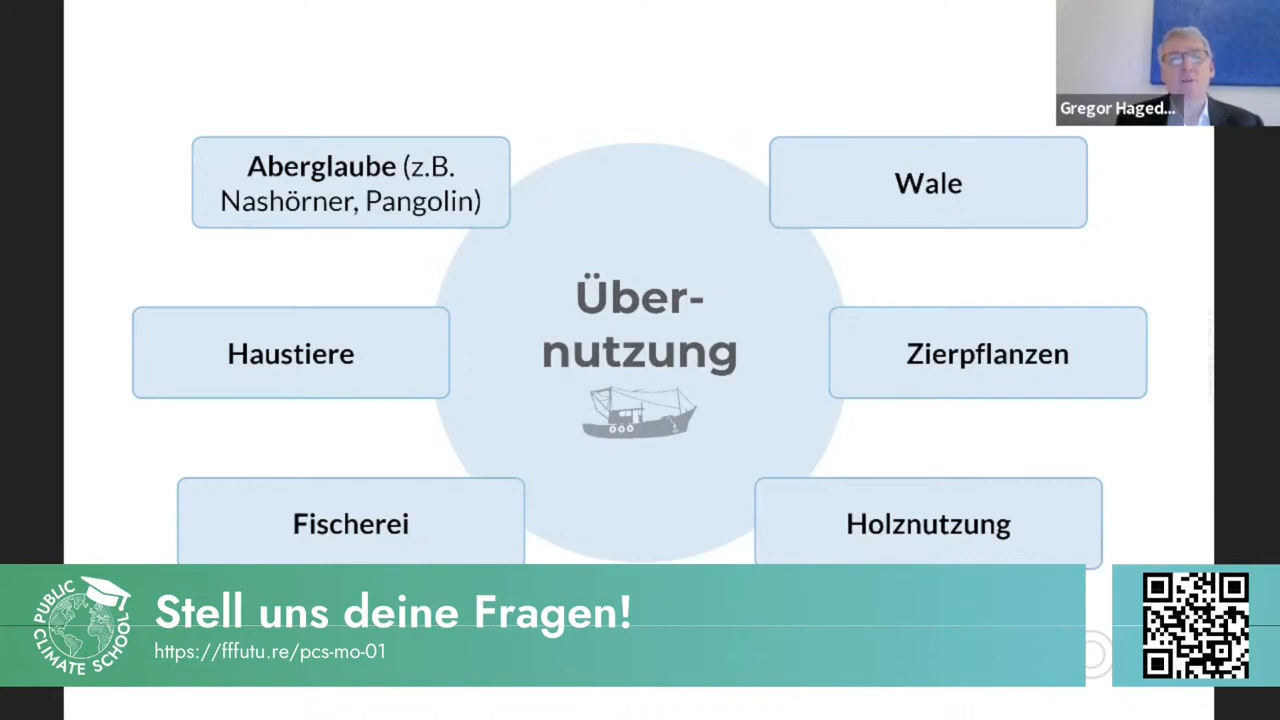 Gregor Haged...
Aberglaube (z.B.
Nashörner, Pangolin)
Wale
Über-
nutzung
Haustiere
Zierpflanzen
Fischerei
Holznutzung
PUBLIC
CLIMATE SCHOOL
Stell uns deine Fragen!
https://fffutu.re/pcs-mo-01